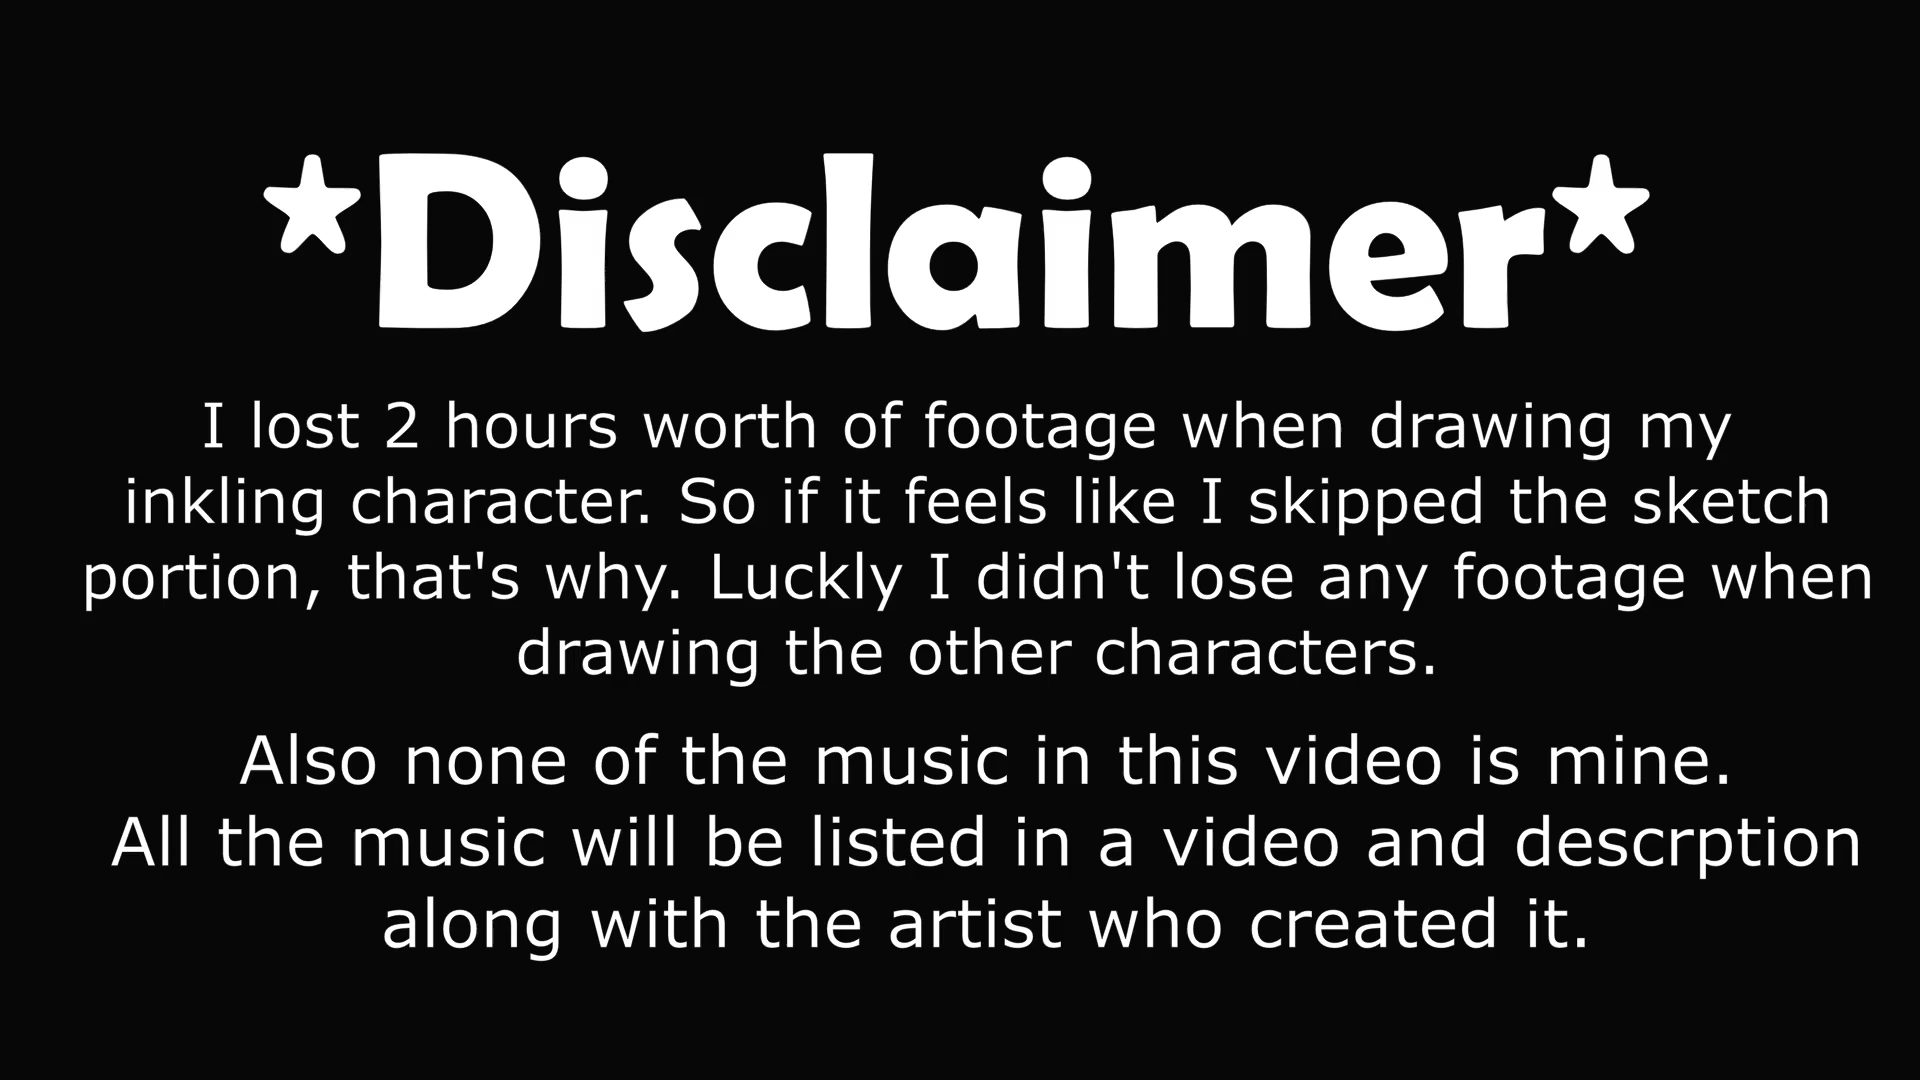 *Disclaimer*
I lost 2 hours worth of footage when drawing my
inkling character. So if it feels like I skipped the sketch
portion, that's why. Luckly I didn't lose any footage when
drawing the other characters.
Also none of the music in this video is mine.
All the music will be listed in a video and descrption
along with the artist who created it.